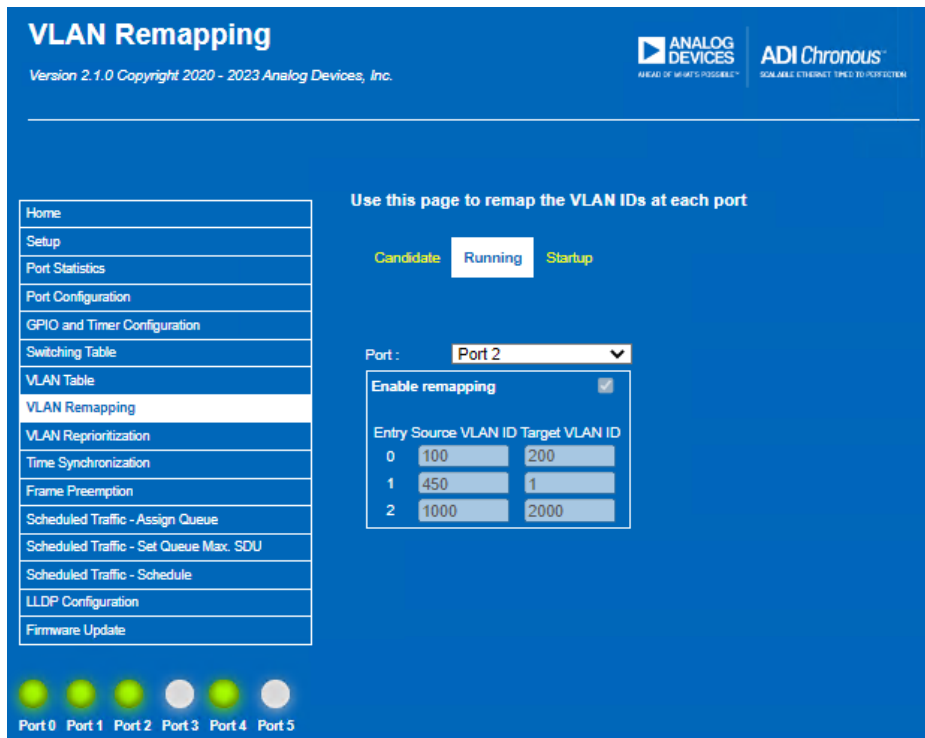 VLAN Remapping
Version 2.1.0 Copyright 2020 - 2023 Analog Devices, Inc.
ANALOG
DEVICES
AHEAD OF WHAT'S POSSIBLE™
ADI Chronous™
SCALABLE ETHERNET TIMED TO PERFECTION
Home
Setup
Port Statistics
Port Configuration
GPIO and Timer Configuration
Switching Table
VLAN Table
VLAN Remapping
VLAN Reprioritization
Time Synchronization
Frame Preemption
Scheduled Traffic - Assign Queue
Scheduled Traffic - Set Queue Max. SDU
Scheduled Traffic - Schedule
LLDP Configuration
Firmware Update
Use this page to remap the VLAN IDs at each port
Candidate Running Startup
Port : Port 2
Enable remapping
Entry Source VLAN ID Target VLAN ID
0 100 200
1 450 1
2 1000 2000
Port 0 Port 1 Port 2 Port 3 Port 4 Port 5